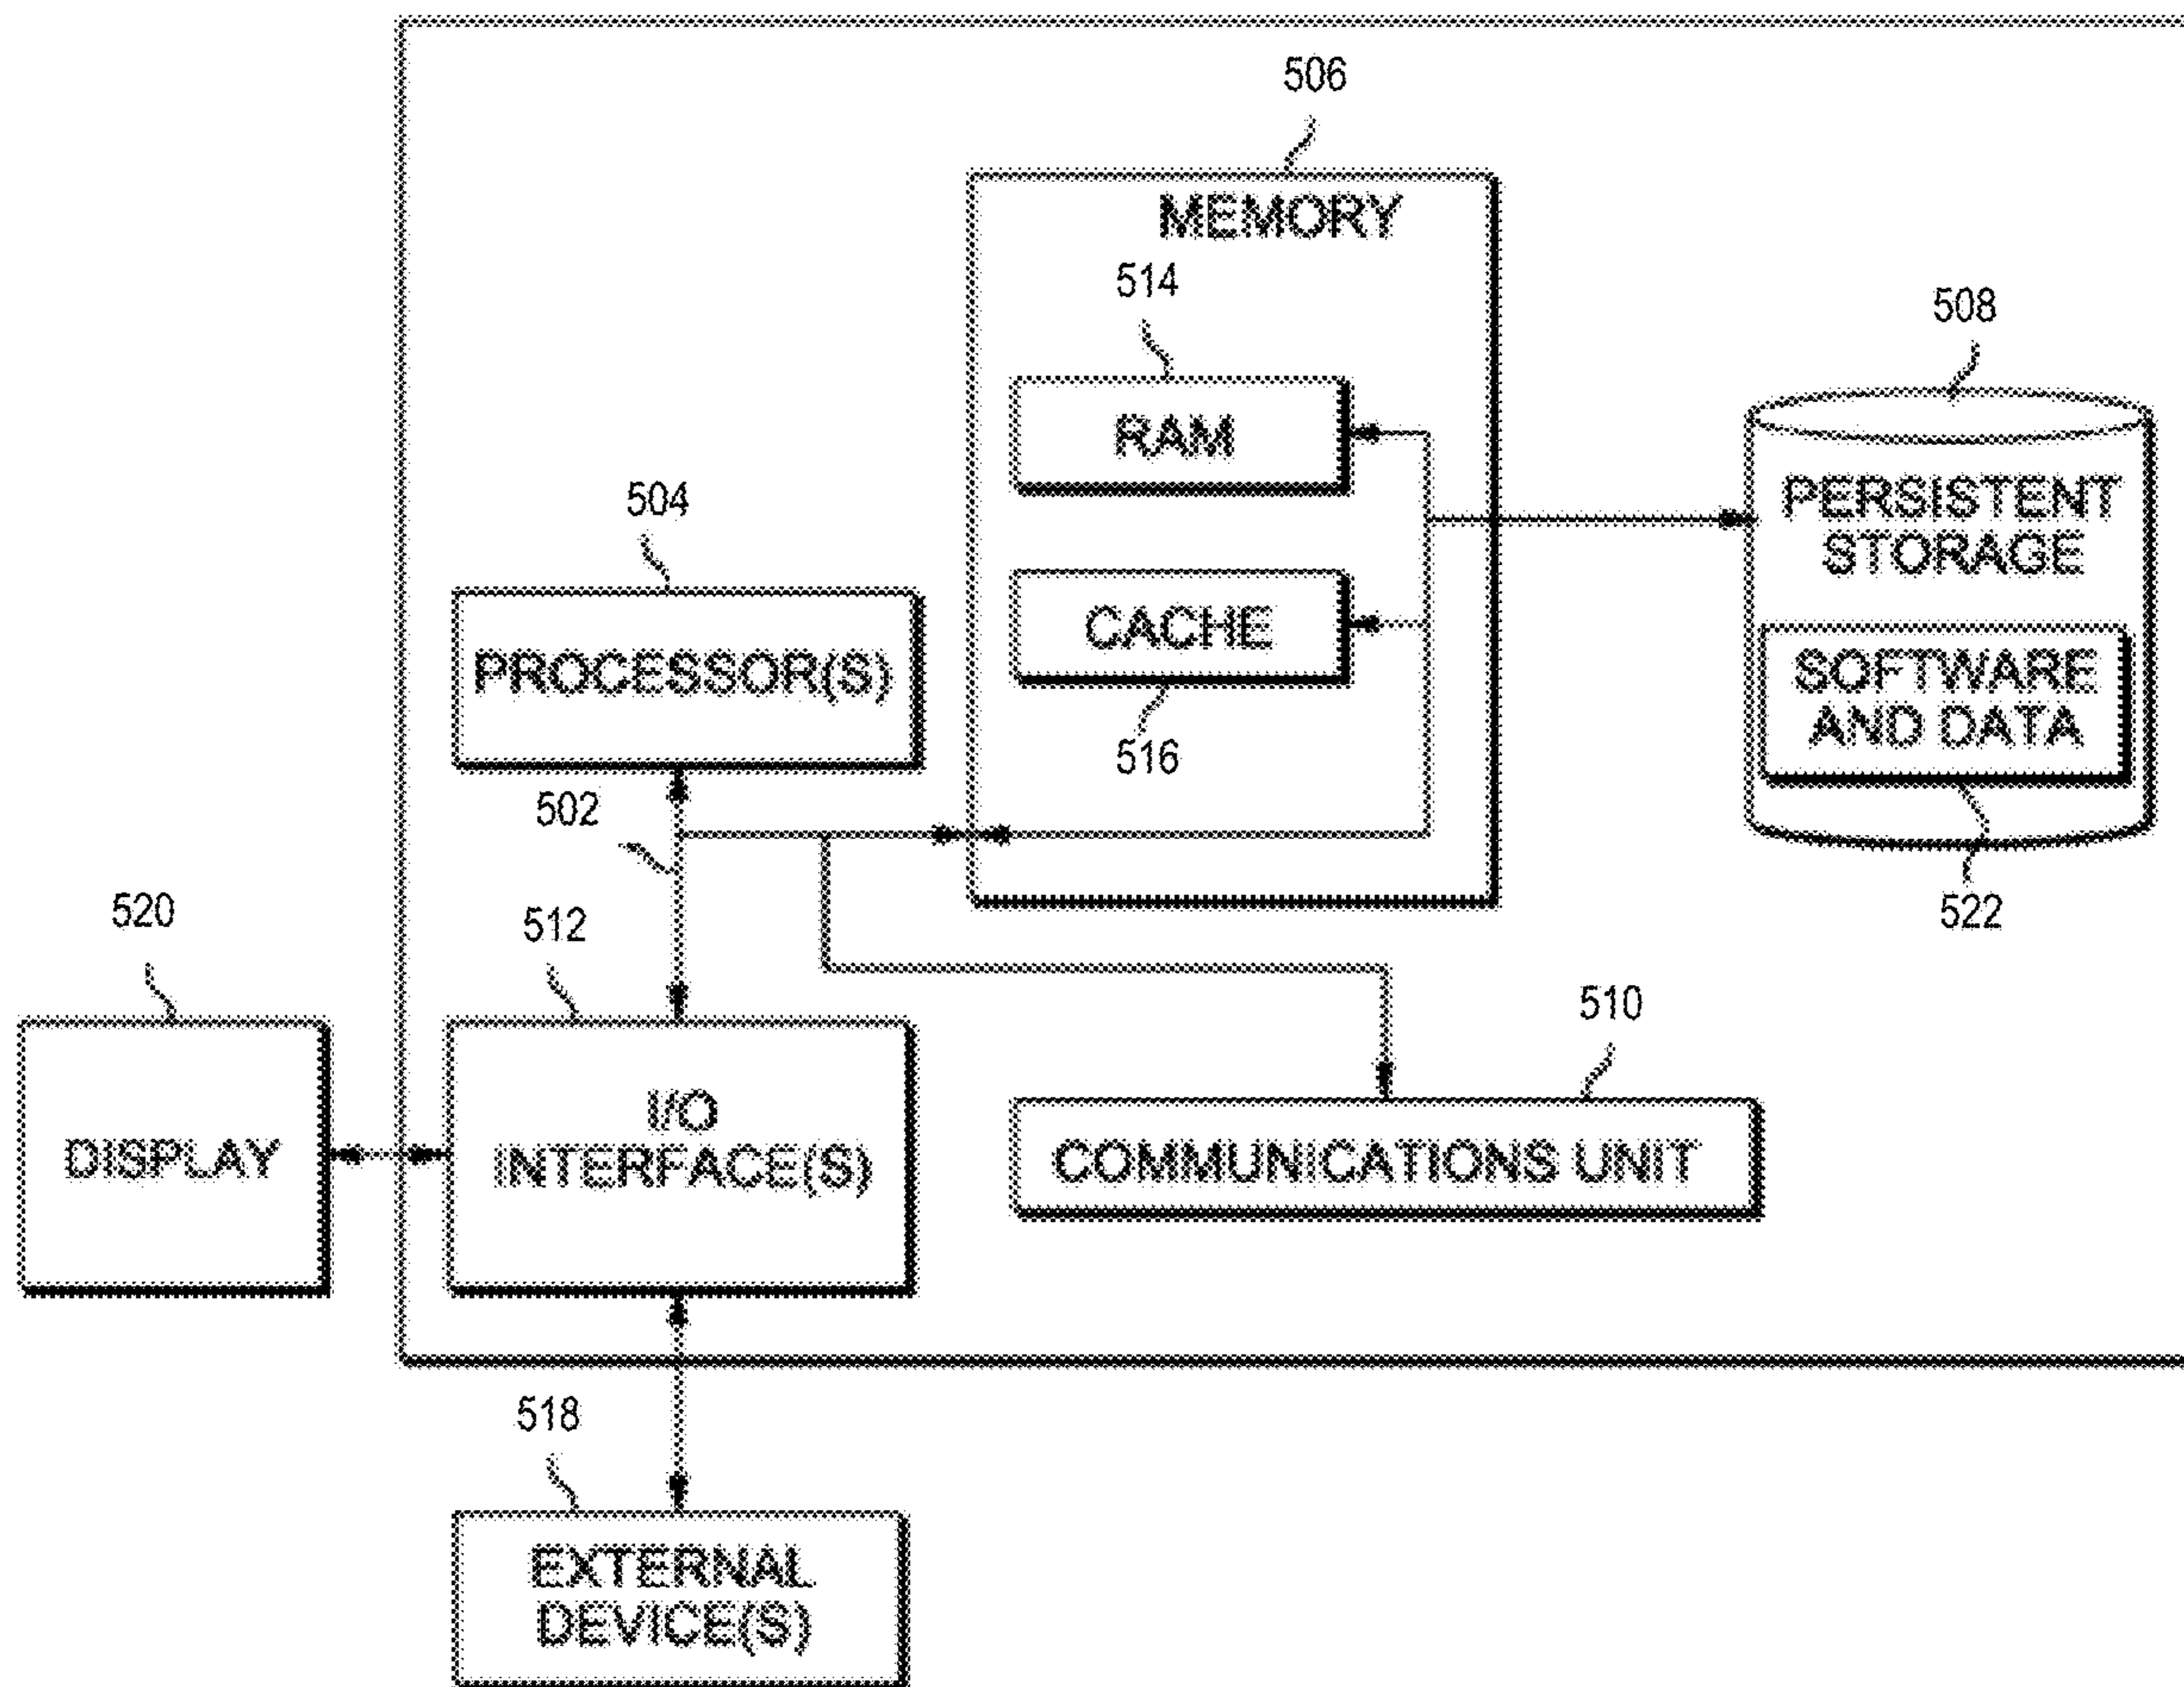 506
MEMORY
514
RAM
508
PERSISTENT
STORAGE
504
PROCESSOR(S)
CACHE
516
SOFTWARE
AND DATA
522
502
520
512
DISPLAY
I/O
INTERFACE(S)
510
COMMUNICATIONS UNIT
518
EXTERNAL
DEVICE(S)